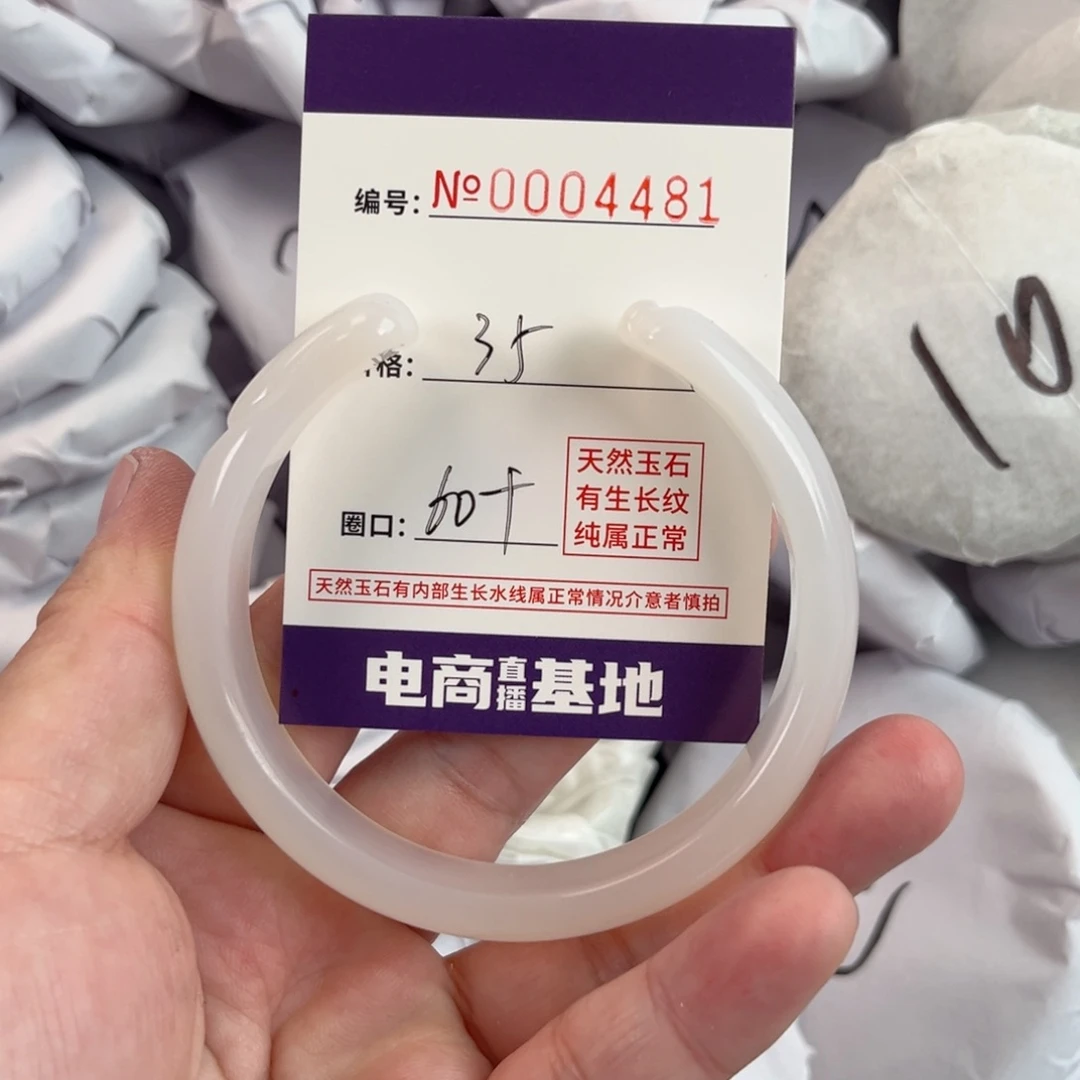 编号: №0004481
格: 35
圈口: 60+
天然玉石
有生长纹
纯属正常
天然玉石有内部生长水线属正常情况介意者慎拍
电商直播基地
10